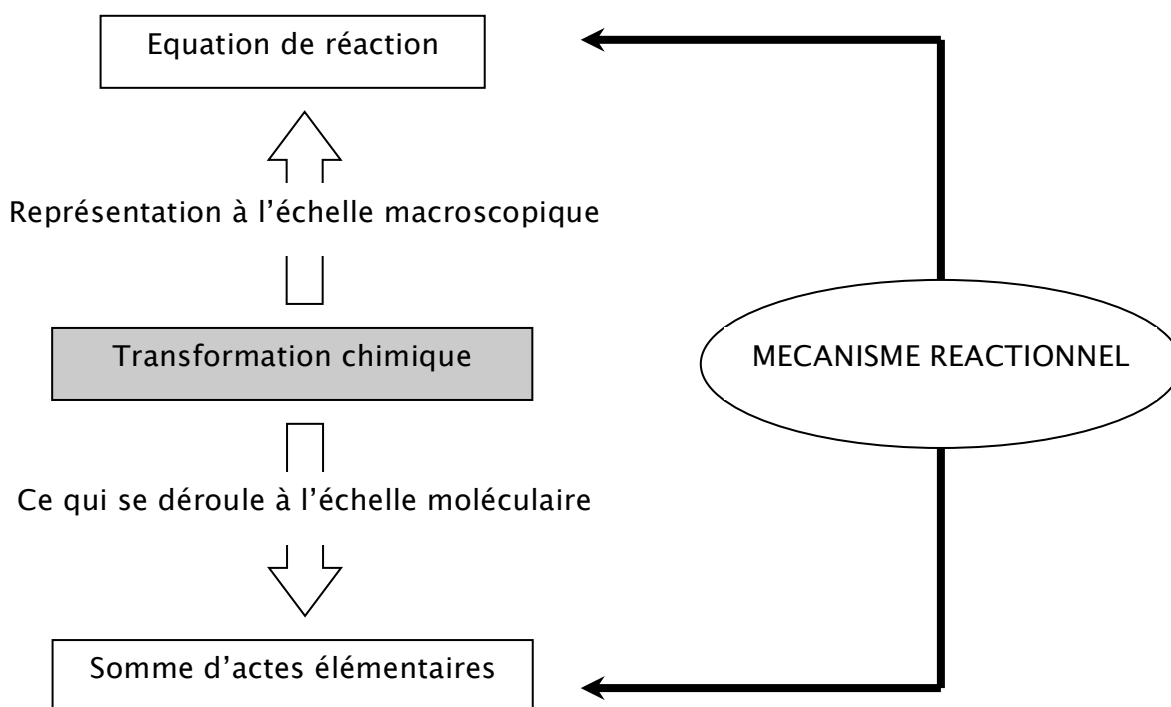 Equation de réaction
Représentation à l’échelle macroscopique
Transformation chimique
MECANISME REACTIONNEL
Ce qui se déroule à l’échelle moléculaire
Somme d’actes élémentaires